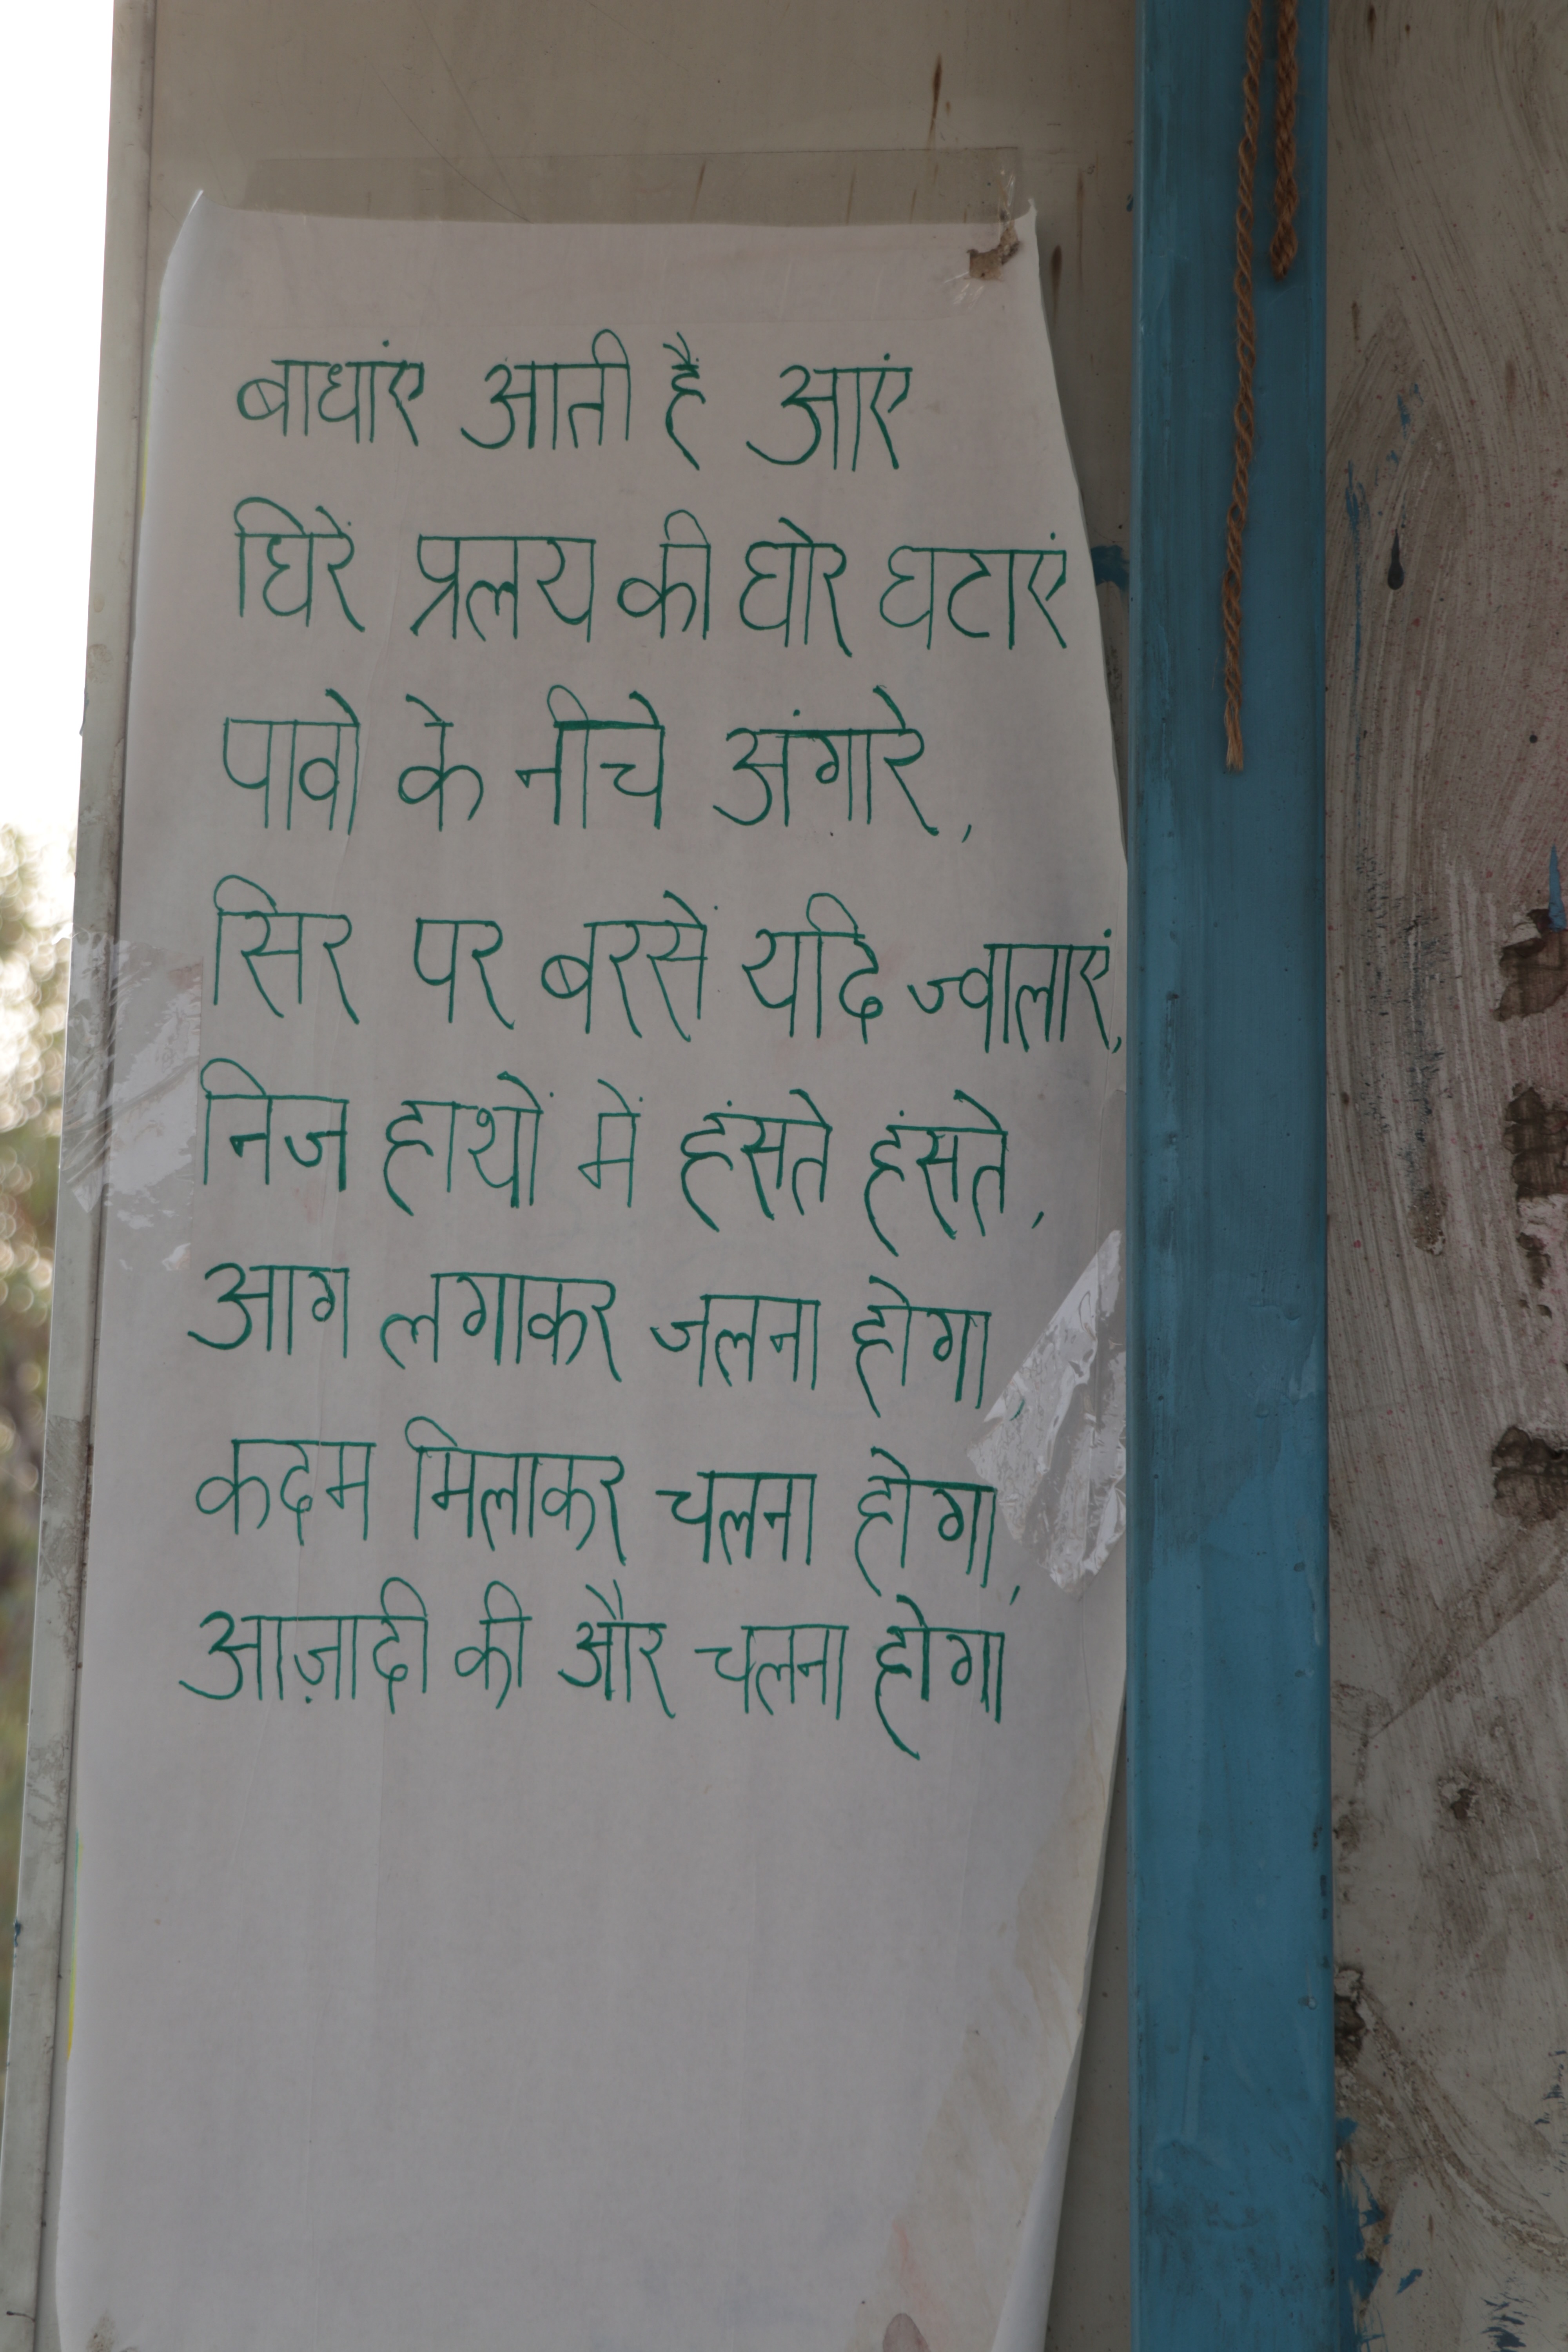 बाधाएं आती हैं आएं
घिरें प्रलय की घोर घटाएं
पावो के नीचे अंगारे,
सिर पर बरसें यदि ज्वालाएं,
निज हाथों में हंसते हंसते,
आग लगाकर जलना होगा,
कदम मिलाकर चलना होगा,
आज़ादी की और चलना होगा